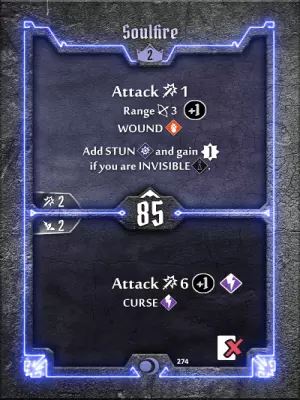 Soulfire
2
Attack 1
Range 3 +1
WOUND
Add STUN and gain 1
if you are INVISIBLE .
2
85
2
Attack 6 +1
CURSE
274